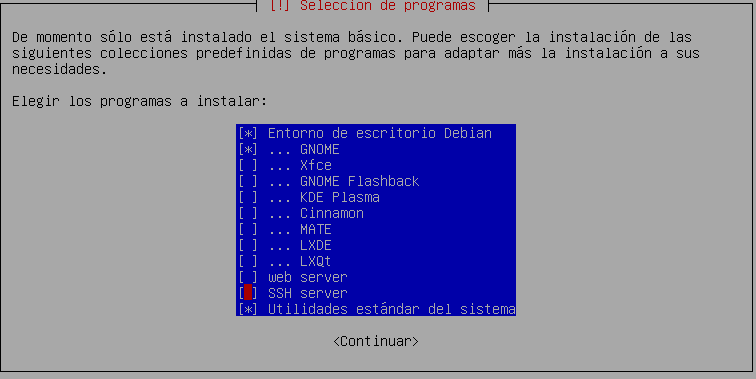 [!] Selección de programas
De momento sólo está instalado el sistema básico. Puede escoger la instalación de las
siguientes colecciones predefinidas de programas para adaptar más la instalación a sus
necesidades.
Elegir los programas a instalar:
[*] Entorno de escritorio Debian
[*] ... GNOME
[ ] ... Xfce
[ ] ... GNOME Flashback
[ ] ... KDE Plasma
[ ] ... Cinnamon
[ ] ... MATE
[ ] ... LXDE
[ ] ... LXQt
[ ] web server
[ ] SSH server
[*] Utilidades estándar del sistema
<Continuar>